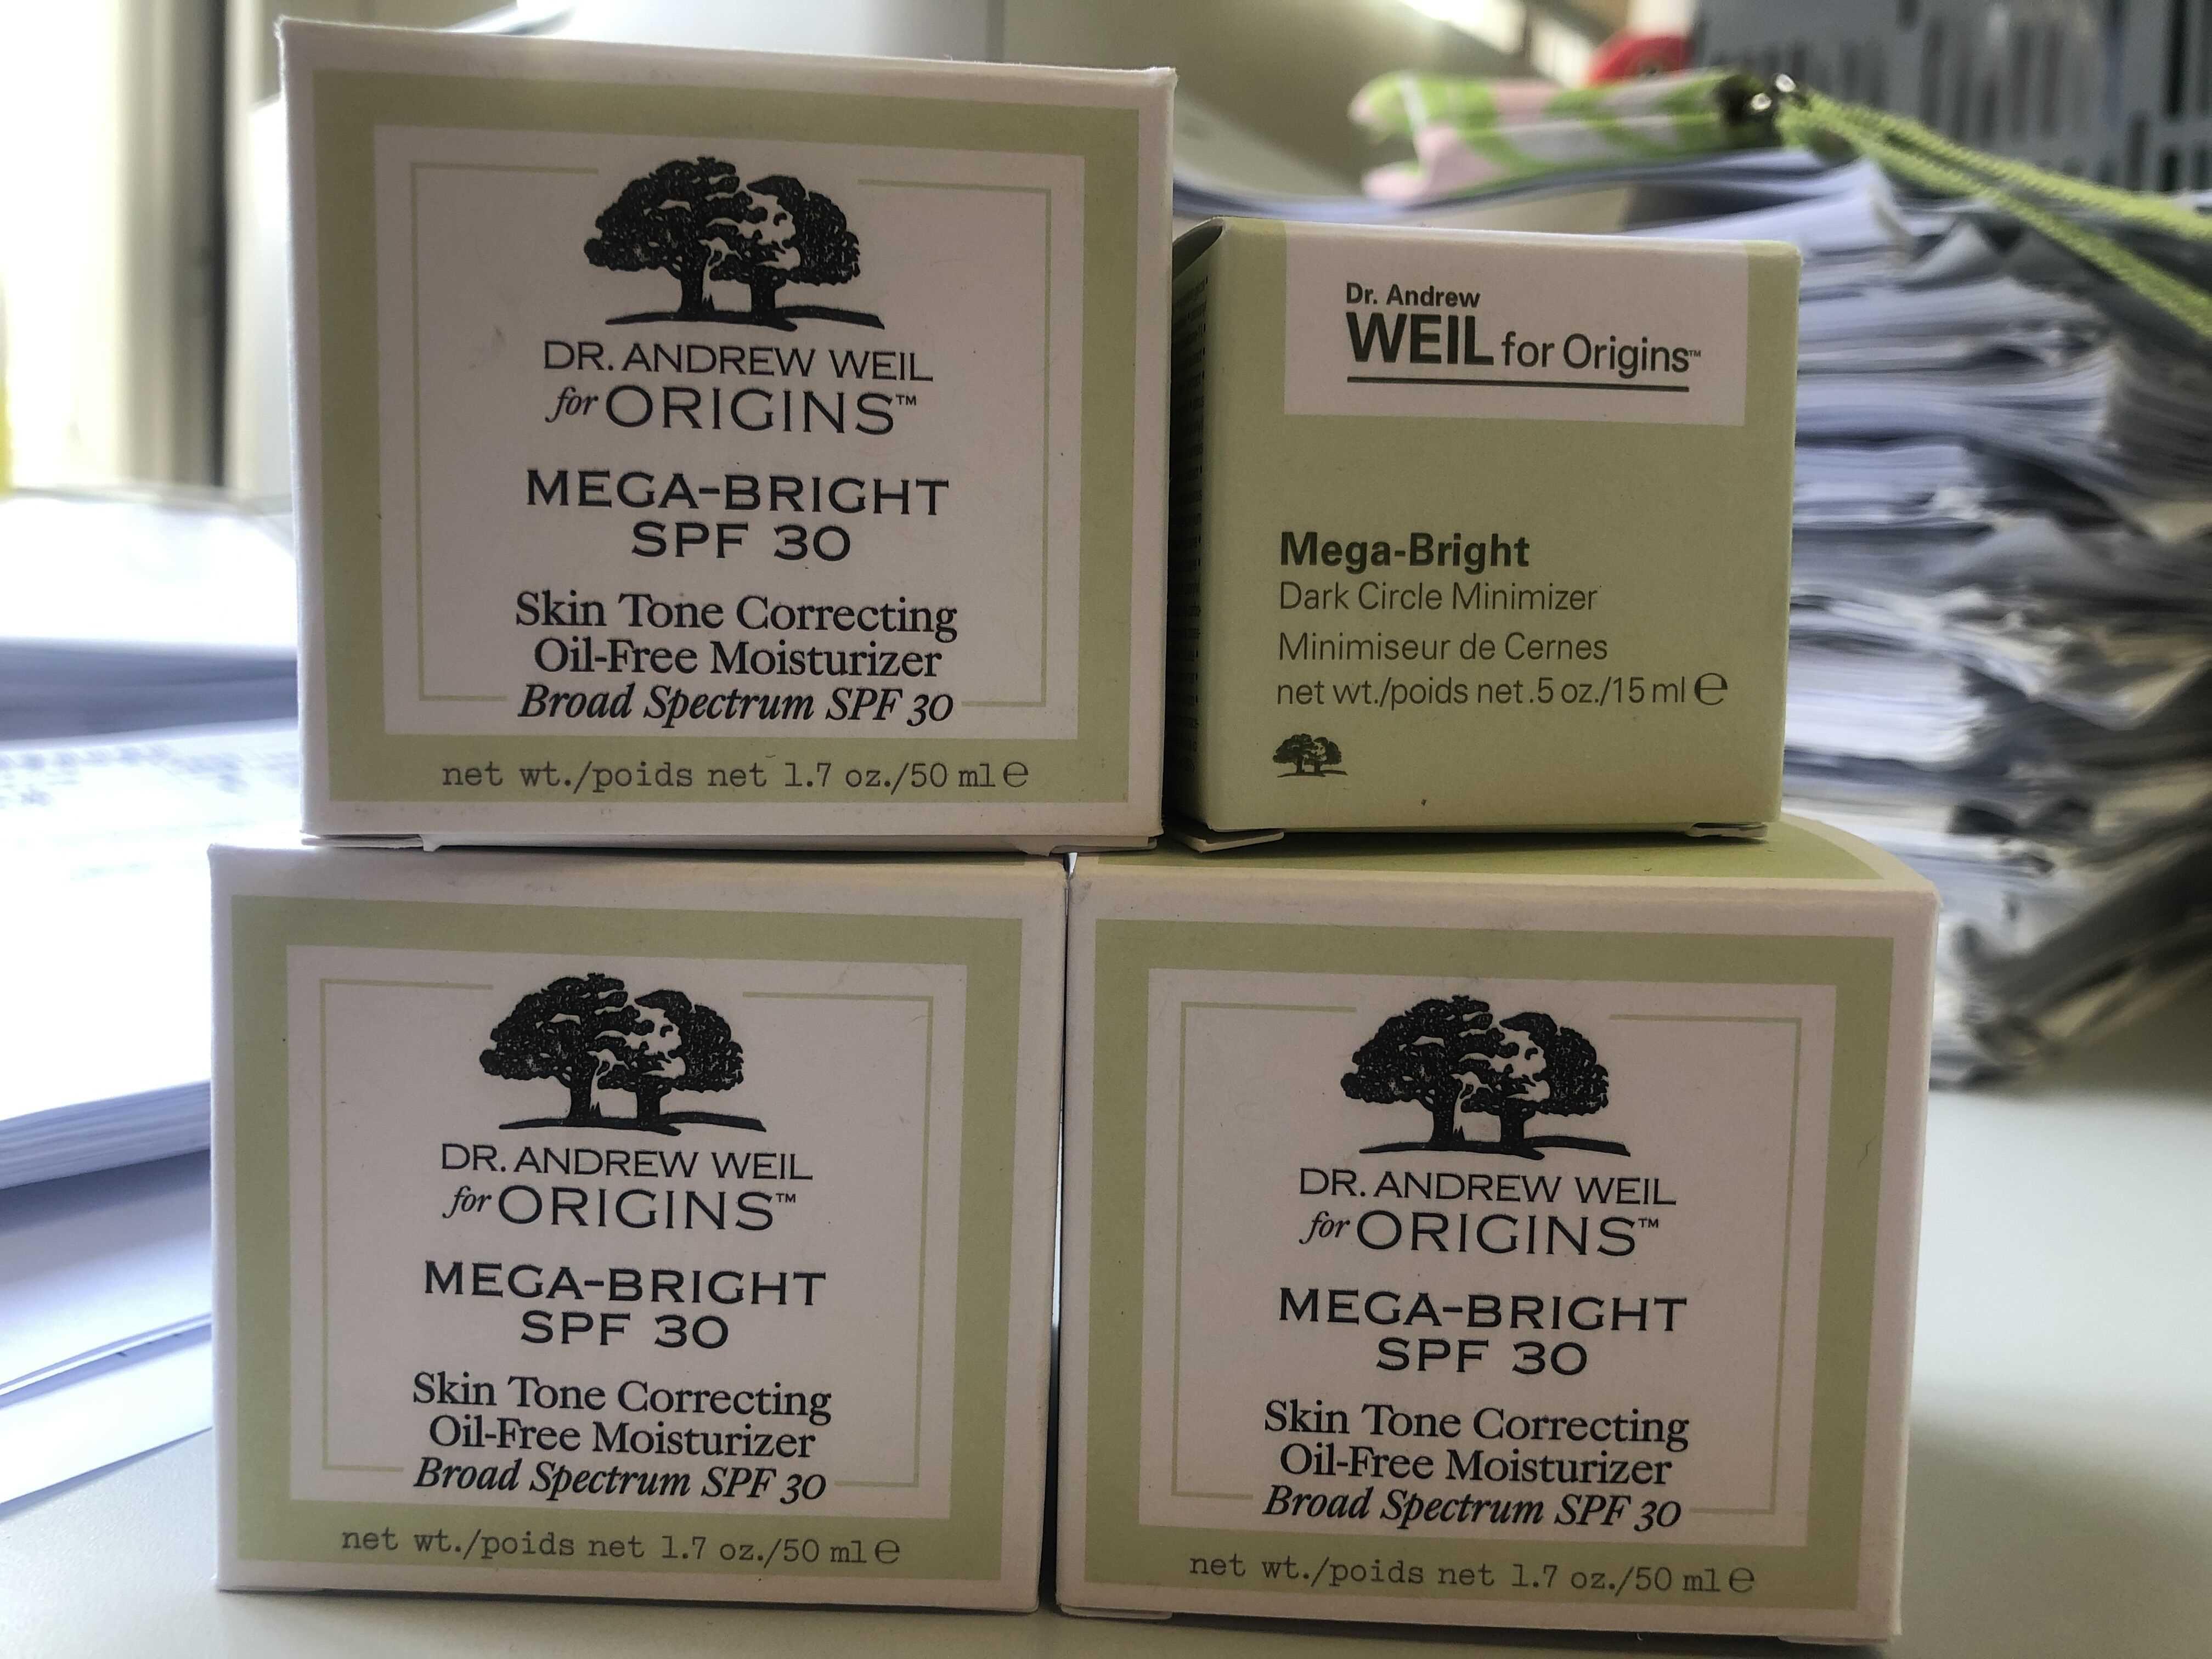 DR. ANDREW WEIL
for ORIGINS™
MEGA-BRIGHT
SPF 30
Skin Tone Correcting
Oil-Free Moisturizer
Broad Spectrum SPF 30
net wt./poids net 1.7 oz./50 ml e
Dr. Andrew
WEIL for Origins™
Mega-Bright
Dark Circle Minimizer
Minimiseur de Cernes
net wt./poids net .5 oz./15 ml e
DR. ANDREW WEIL
for ORIGINS™
MEGA-BRIGHT
SPF 30
Skin Tone Correcting
Oil-Free Moisturizer
Broad Spectrum SPF 30
net wt./poids net 1.7 oz./50 ml e
DR. ANDREW WEIL
for ORIGINS™
MEGA-BRIGHT
SPF 30
Skin Tone Correcting
Oil-Free Moisturizer
Broad Spectrum SPF 30
net wt./poids net 1.7 oz./50 ml e